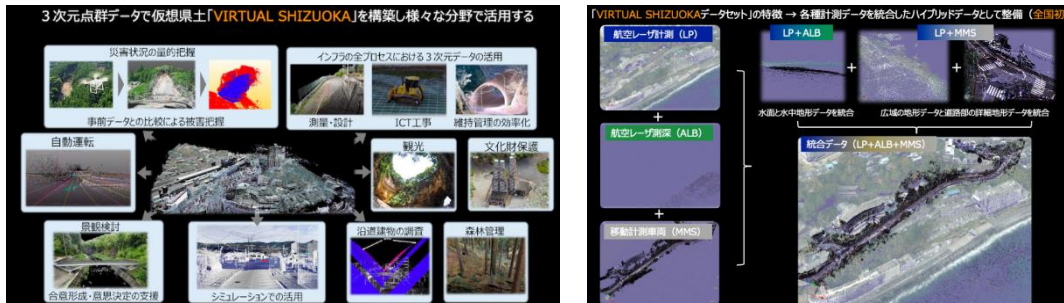 3次元点群データで仮想県土「VIRTUAL SHIZUOKA」を構築し様々な分野で活用する
災害状況の量的把握
事前データとの比較による被害把握
インフラの全プロセスにおける3次元データの活用
測量・設計
ICT工事
維持管理の効率化
自動運転
観光
文化財保護
景観検討
合意形成・意思決定の支援
シミュレーションでの活用
沿道建物の調査
森林管理
「VIRTUAL SHIZUOKAデータセット」の特徴 → 各種計測データを統合したハイブリッドデータとして整備（全国初
航空レーザ計測（LP）
+
航空レーザ測深（ALB）
+
移動計測車両（MMS）
LP+ALB
LP+MMS
+
+
水面と水中地形データを統合
広域の地形データと道路部の詳細地形データを統合
統合データ（LP+ALB+MMS）